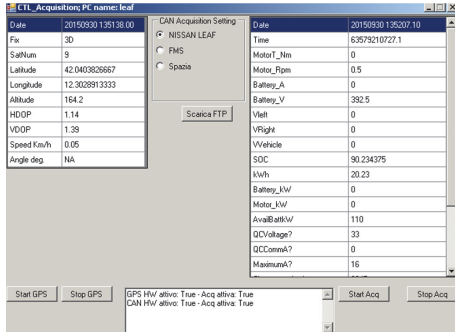 CTL_Acquisition; PC name: leaf
Date 20150930 135138.00
Fix 3D
SatNum 9
Latitude 42.0403826667
Longitude 12.3028913333
Altitude 164.2
HDOP 1.14
VDOP 1.39
Speed Km/h 0.05
Angle deg. NA
CAN Acquisition Setting
NISSAN LEAF
FMS
Spazia
Scarica FTP
Date 20150930 135207.10
Time 63579210727.1
MotorT_Nm 0
Motor_Rpm 0.5
Battery_A 0
Battery_V 392.5
Vleft 0
VRight 0
VVehicle 0
SOC 90.234375
kWh 20.23
Battery_kW 0
Motor_kW 0
AvailBattkW 110
QCVoltage? 33
QCCommA? 0
MaximumA? 16
Start GPS Stop GPS
GPS HW attivo: True - Acq attiva: True
CAN HW attivo: True - Acq attiva: True
Start Acq Stop Acq